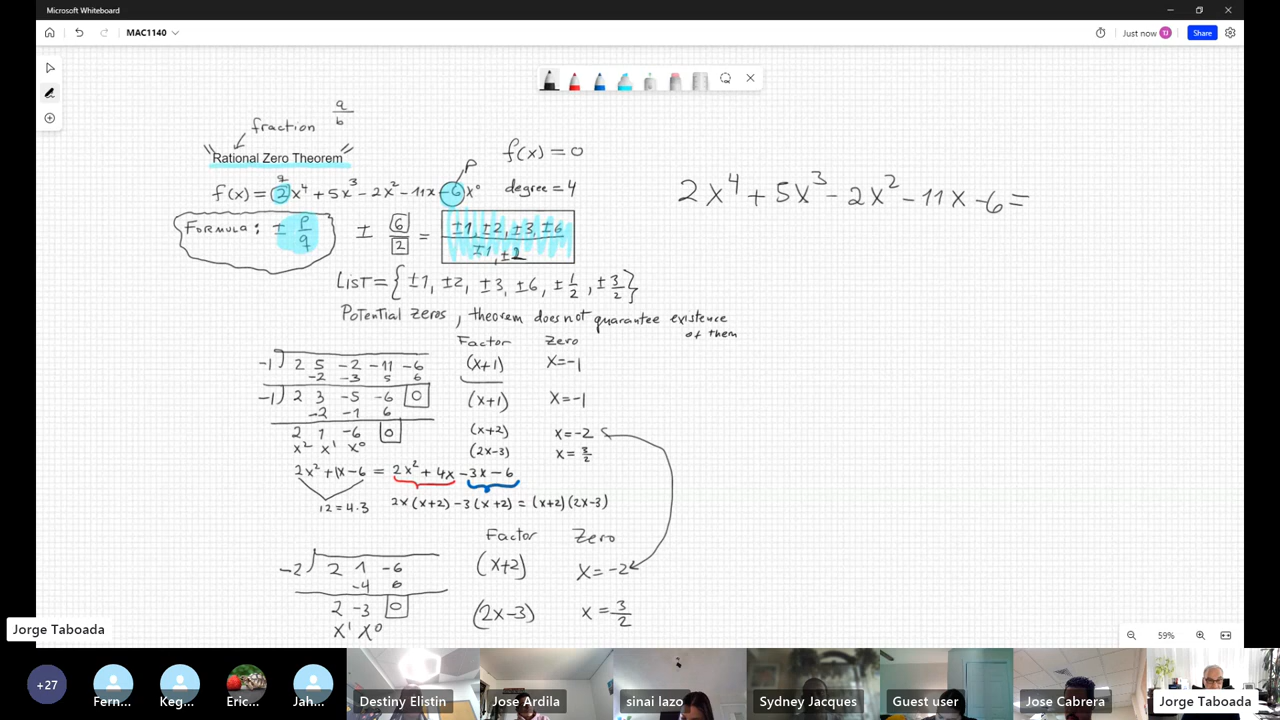 Microsoft Whiteboard
MAC1140
Just now TJ Share
a
b
fraction
"Rational Zero Theorem"
f(x) = 0
P
q
f(x) = 2x⁴ + 5x³ - 2x² - 11x - 6x⁰
degree = 4
2x⁴ + 5x³ - 2x² - 11x - 6 =
FORMULA: ± P/q
± 6/2 = ±1, ±2, ±3, ±6 / ±1, ±2
LIST = { ±1, ±2, ±3, ±6, ±1/2, ±3/2 }
POTENTIAL ZEROS, theorem does not guarantee existence
of them
Factor Zero
-1) 2 5 -2 -11 -6 (x+1) x=-1
-2 -3 5 6
-1) 2 3 -5 -6 0 (x+1) x=-1
-2 -1 6
2 1 -6 0 (x+2) x=-2
x² x¹ x⁰ (2x-3) x=3/2
2x²+1x-6 = 2x²+4x-3x-6
12=4·3 2x(x+2)-3(x+2) = (x+2)(2x-3)
Factor Zero
-2) 2 1 -6 (x+2) x=-2
-4 6
2 -3 0 (2x-3) x=3/2
x¹ x⁰
59%
Jorge Taboada
+27 Fern... Keg... Eric... Jah... Destiny Elistin Jose Ardila sinai lazo Sydney Jacques Guest user Jose Cabrera Jorge Taboada